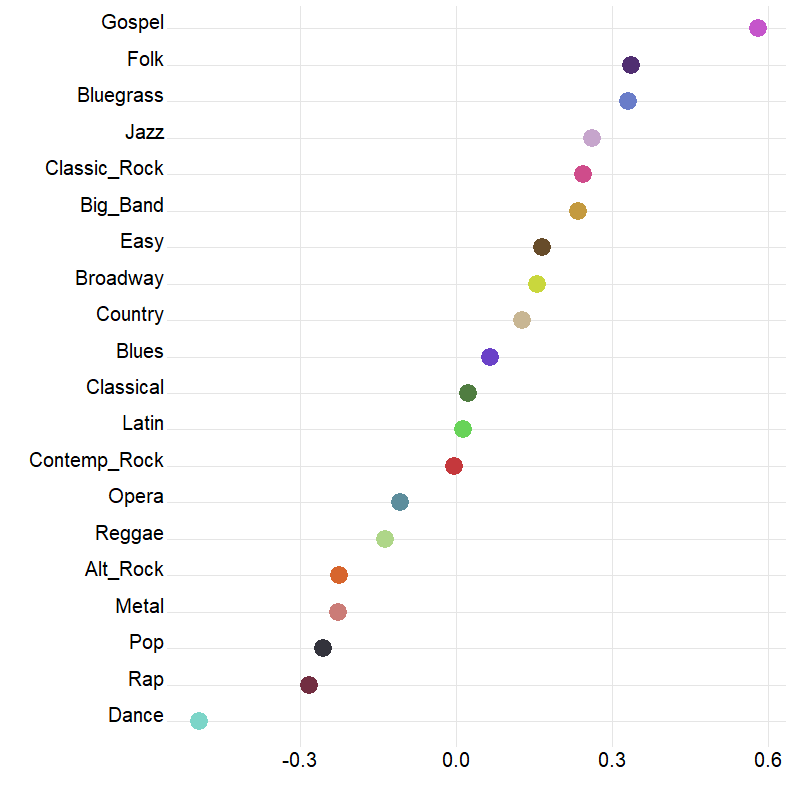 Gospel
Folk
Bluegrass
Jazz
Classic_Rock
Big_Band
Easy
Broadway
Country
Blues
Classical
Latin
Contemp_Rock
Opera
Reggae
Alt_Rock
Metal
Pop
Rap
Dance
-0.3 0.0 0.3 0.6